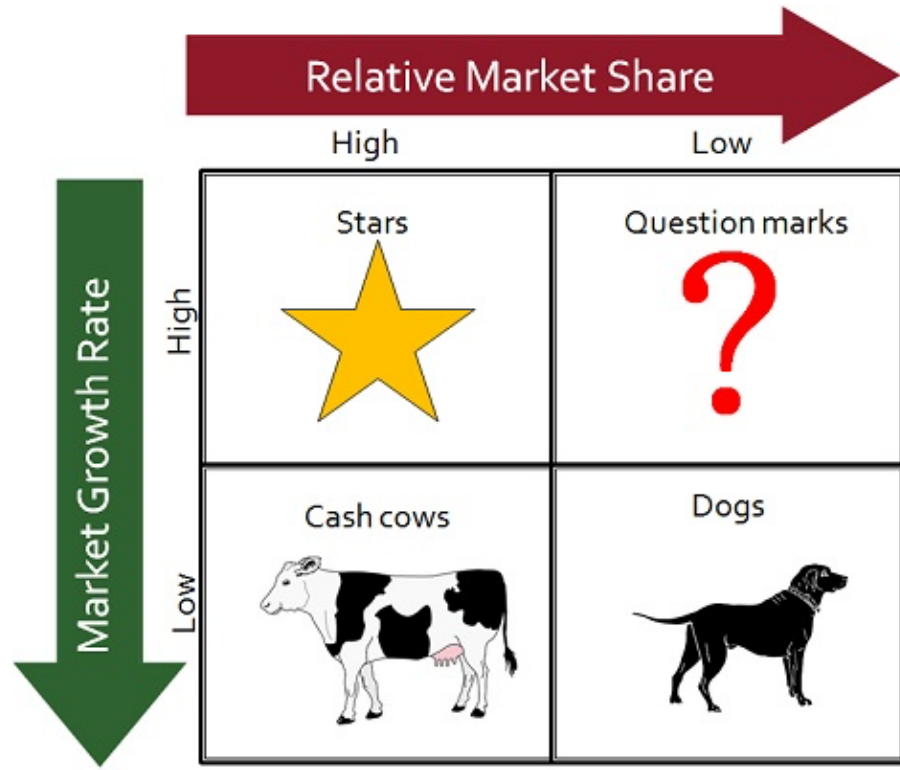 Relative Market Share
High
Low
Market Growth Rate
High
Stars
Question marks
?
Low
Cash cows
Dogs